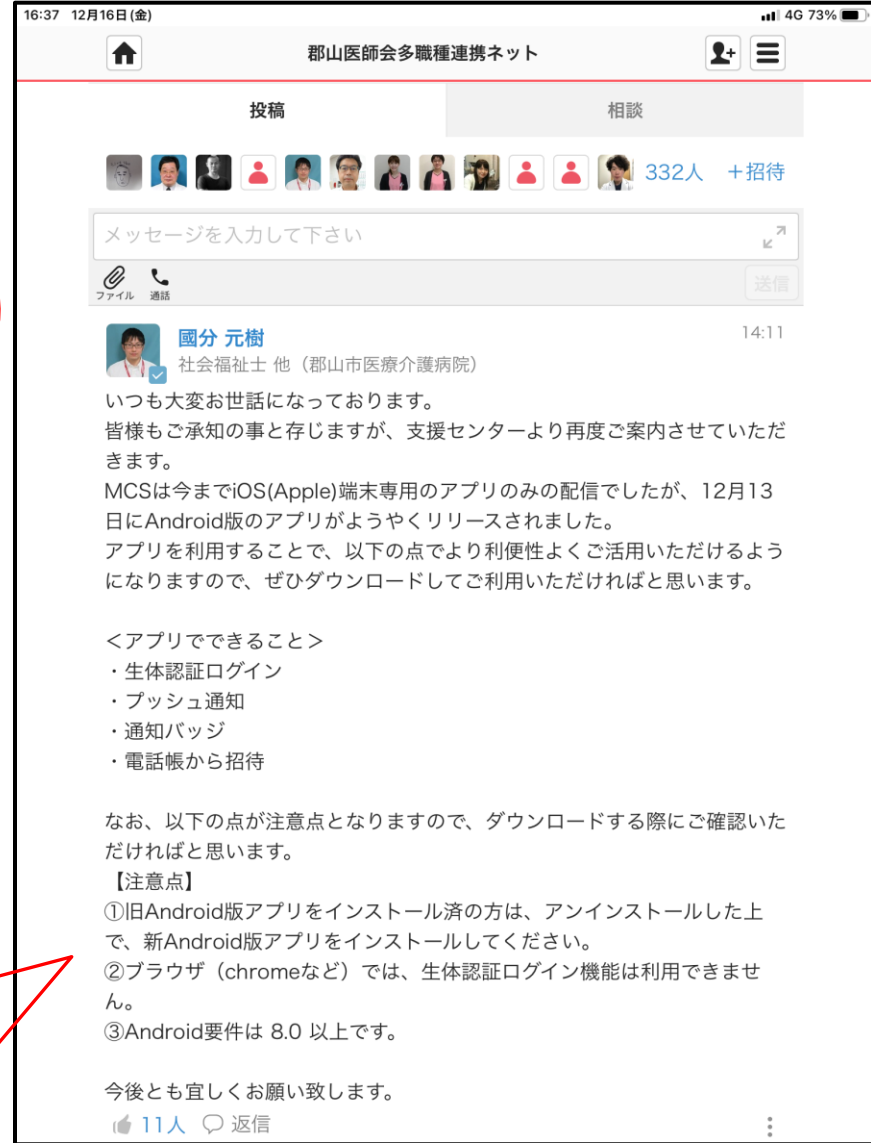 16:37 12月16日(金)
4G 73%
郡山医師会多職種連携ネット
投稿
相談
332人 +招待
メッセージを入力して下さい
ファイル 通話
送信
國分 元樹
14:11
社会福祉士 他（郡山市医療介護病院）
いつも大変お世話になっております。
皆様もご承知の事と存じますが、支援センターより再度ご案内させていただ
きます。
MCSは今までiOS(Apple)端末専用のアプリのみの配信でしたが、12月13
日にAndroid版のアプリがようやくリリースされました。
アプリを利用することで、以下の点でより利便性よくご活用いただけるよう
になりますので、ぜひダウンロードしてご利用いただければと思います。
＜アプリでできること＞
・生体認証ログイン
・プッシュ通知
・通知バッジ
・電話帳から招待
なお、以下の点が注意点となりますので、ダウンロードする際にご確認いた
だければと思います。
【注意点】
①旧Android版アプリをインストール済の方は、アンインストールした上
で、新Android版アプリをインストールしてください。
②ブラウザ（chromeなど）では、生体認証ログイン機能は利用できませ
ん。
③Android要件は 8.0 以上です。
今後とも宜しくお願い致します。
11人 返信